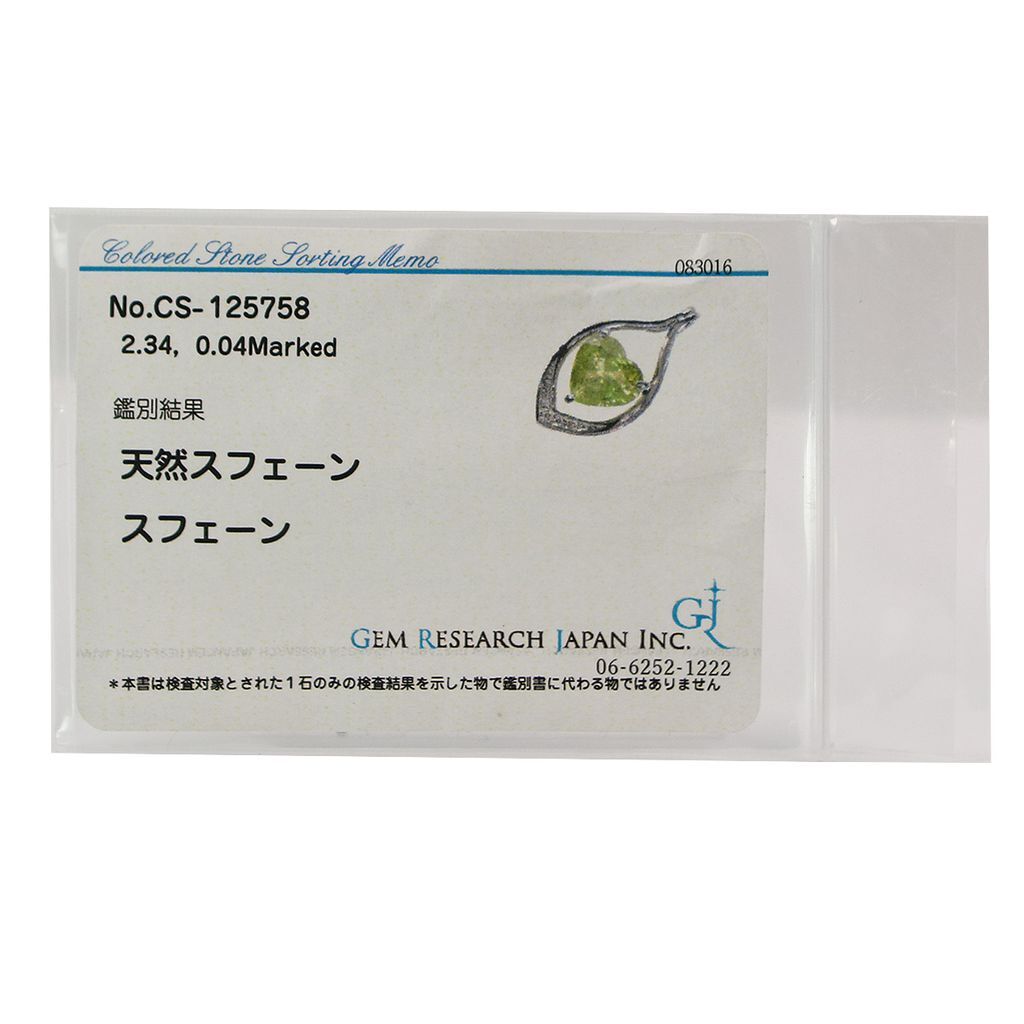 Colored Stone Sorting Memo
083016
No.CS-125758
2.34, 0.04Marked
鑑別結果
天然スフェーン
スフェーン
GJR
GEM RESEARCH JAPAN INC.
06-6252-1222
*本書は検査対象とされた1石のみの検査結果を示した物で鑑別書に代わる物ではありません